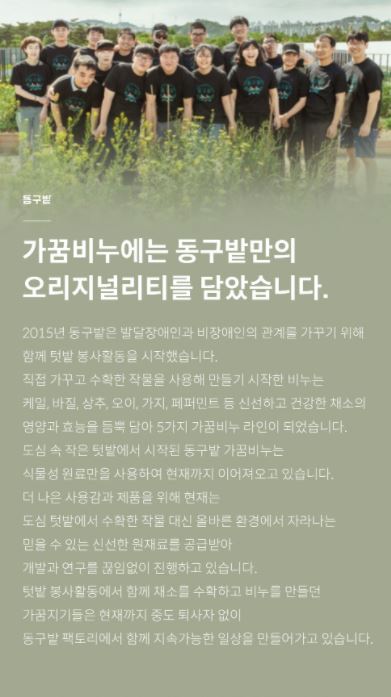 동구밭
가꿈비누에는 동구밭만의
오리지널리티를 담았습니다.
2015년 동구밭은 발달장애인과 비장애인의 관계를 가꾸기 위해
함께 텃밭 봉사활동을 시작했습니다.
직접 가꾸고 수확한 작물을 사용해 만들기 시작한 비누는
케일, 바질, 상추, 오이, 가지, 페퍼민트 등 신선하고 건강한 채소의
영양과 효능을 듬뿍 담아 5가지 가꿈비누 라인이 되었습니다.
도심 속 작은 텃밭에서 시작된 동구밭 가꿈비누는
식물성 원료만을 사용하여 현재까지 이어져오고 있습니다.
더 나은 사용감과 제품을 위해 현재는
도심 텃밭에서 수확한 작물 대신 올바른 환경에서 자라나는
믿을 수 있는 신선한 원재료를 공급받아
개발과 연구를 끊임없이 진행하고 있습니다.
텃밭 봉사활동에서 함께 채소를 수확하고 비누를 만들던
가꿈지기들은 현재까지 중도 퇴사자 없이
동구밭 팩토리에서 함께 지속가능한 일상을 만들어가고 있습니다.